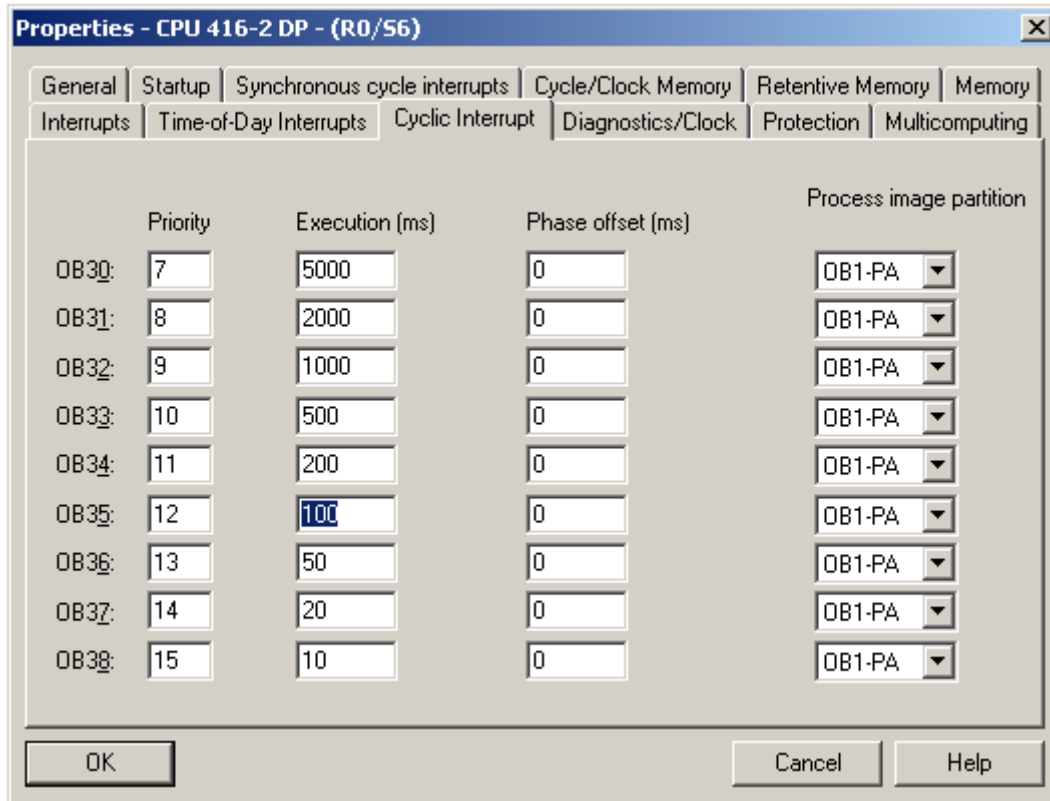 Properties - CPU 416-2 DP - (R0/S6)
General Startup Synchronous cycle interrupts Cycle/Clock Memory Retentive Memory Memory
Interrupts Time-of-Day Interrupts Cyclic Interrupt Diagnostics/Clock Protection Multicomputing
Priority Execution (ms) Phase offset (ms) Process image partition
OB30: 7 5000 0 OB1-PA
OB31: 8 2000 0 OB1-PA
OB32: 9 1000 0 OB1-PA
OB33: 10 500 0 OB1-PA
OB34: 11 200 0 OB1-PA
OB35: 12 100 0 OB1-PA
OB36: 13 50 0 OB1-PA
OB37: 14 20 0 OB1-PA
OB38: 15 10 0 OB1-PA
OK Cancel Help